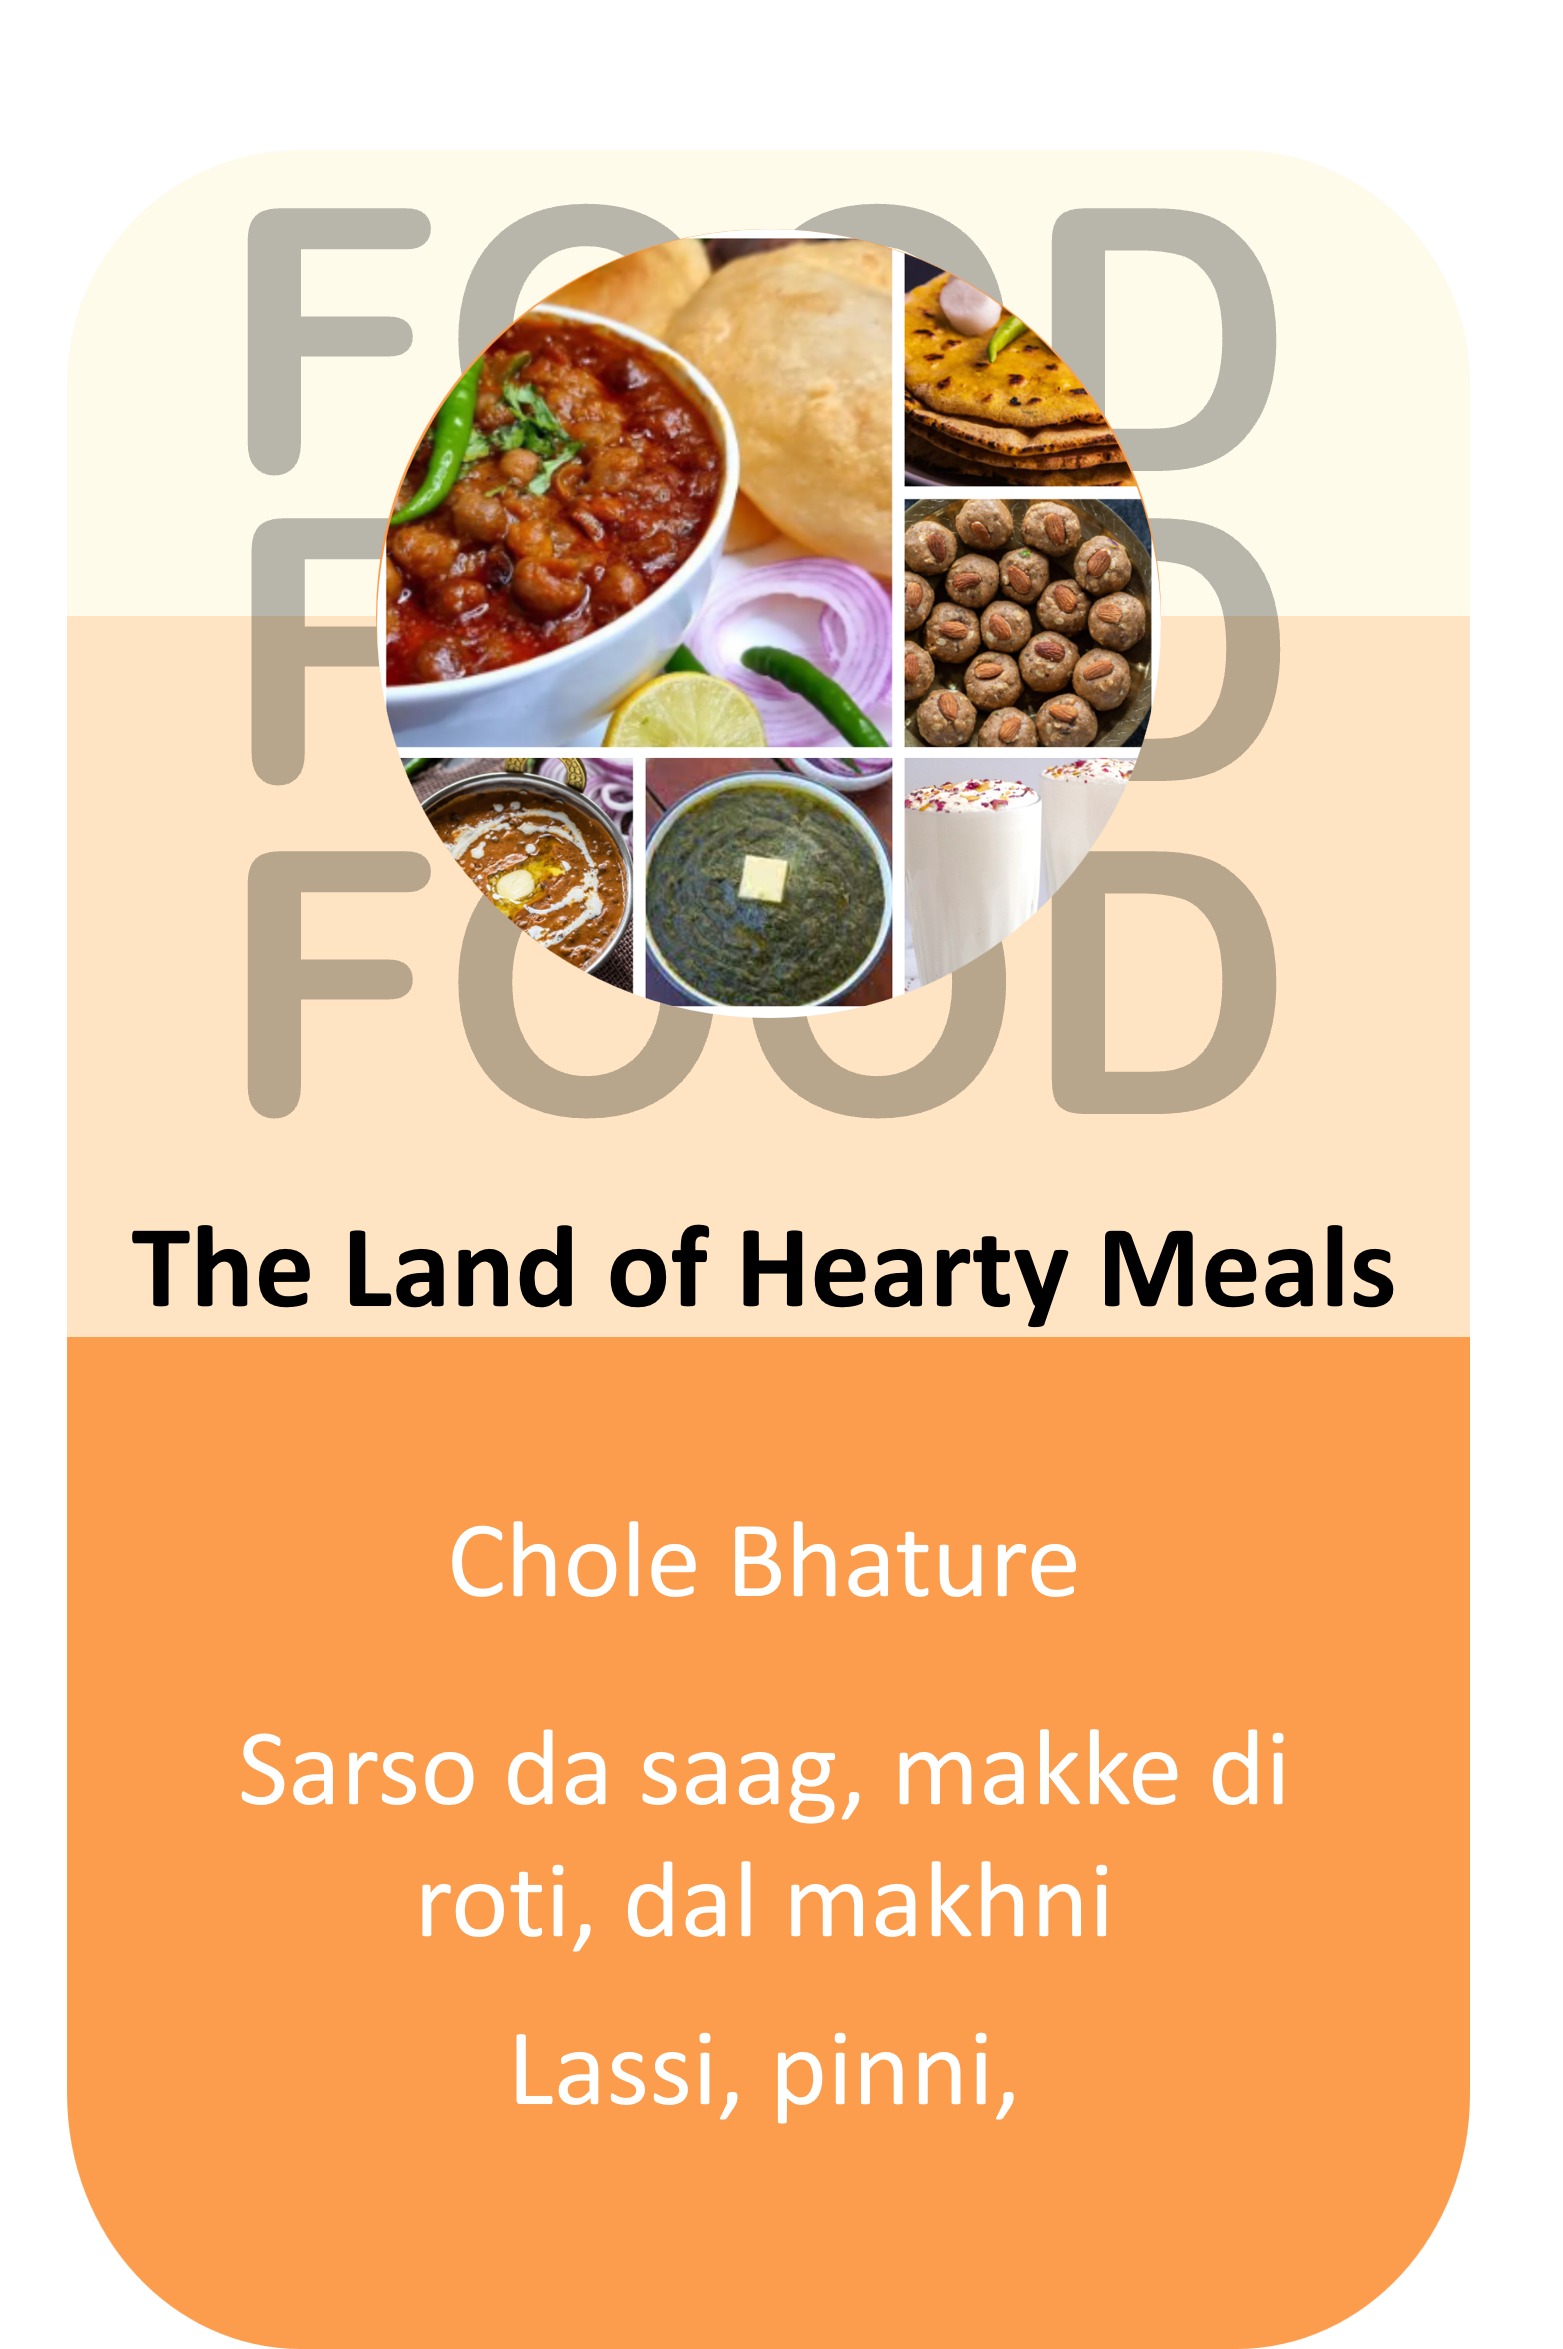 FOOD
FOOD
FOOD
The Land of Hearty Meals
Chole Bhature
Sarso da saag, makke di
roti, dal makhni
Lassi, pinni,